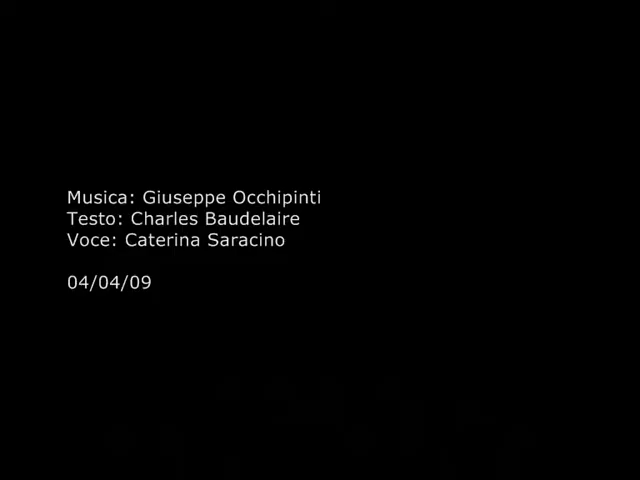 Musica: Giuseppe Occhipinti
Testo: Charles Baudelaire
Voce: Caterina Saracino
04/04/09